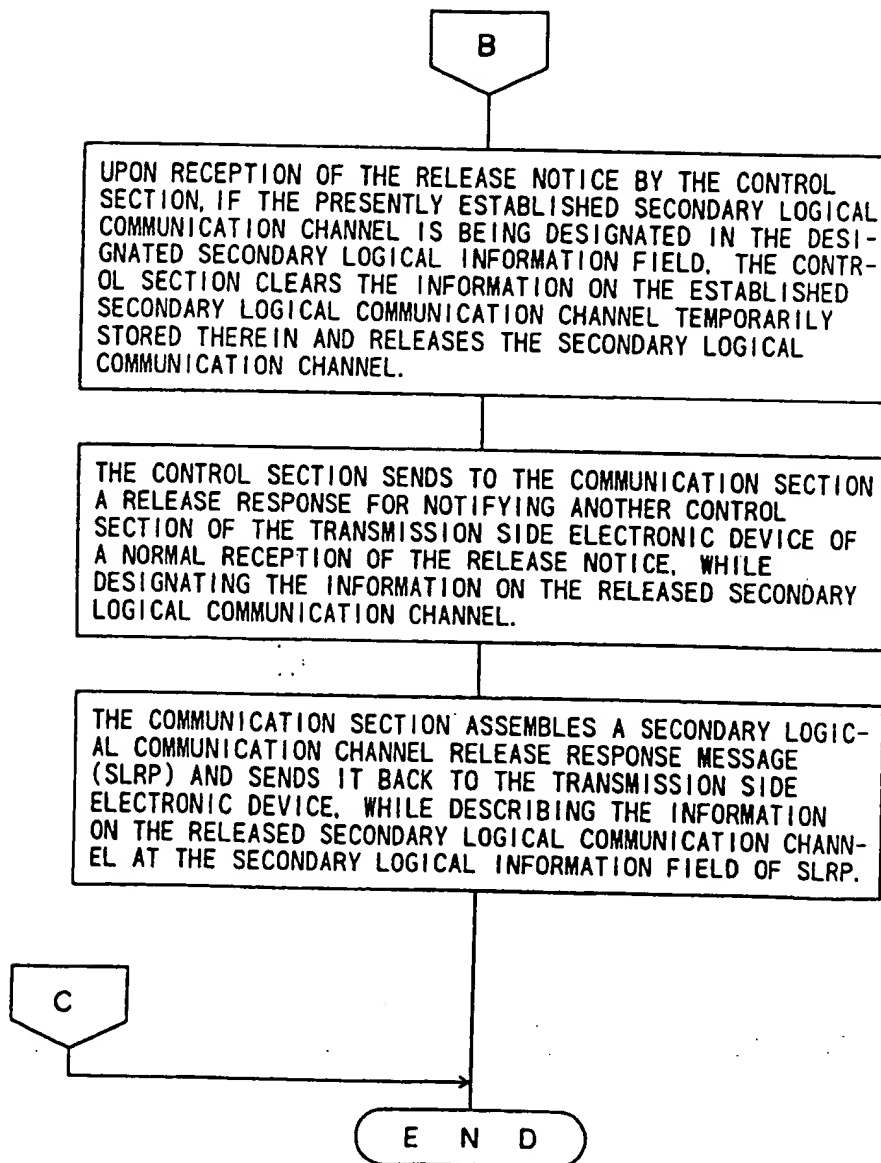 B
UPON RECEPTION OF THE RELEASE NOTICE BY THE CONTROL
SECTION, IF THE PRESENTLY ESTABLISHED SECONDARY LOGICAL
COMMUNICATION CHANNEL IS BEING DESIGNATED IN THE DESI-
GNATED SECONDARY LOGICAL INFORMATION FIELD, THE CONTR-
OL SECTION CLEARS THE INFORMATION ON THE ESTABLISHED
SECONDARY LOGICAL COMMUNICATION CHANNEL TEMPORARILY
STORED THEREIN AND RELEASES THE SECONDARY LOGICAL
COMMUNICATION CHANNEL.
THE CONTROL SECTION SENDS TO THE COMMUNICATION SECTION
A RELEASE RESPONSE FOR NOTIFYING ANOTHER CONTROL
SECTION OF THE TRANSMISSION SIDE ELECTRONIC DEVICE OF
A NORMAL RECEPTION OF THE RELEASE NOTICE, WHILE
DESIGNATING THE INFORMATION ON THE RELEASED SECONDARY
LOGICAL COMMUNICATION CHANNEL.
THE COMMUNICATION SECTION ASSEMBLES A SECONDARY LOGIC-
AL COMMUNICATION CHANNEL RELEASE RESPONSE MESSAGE
(SLRP) AND SENDS IT BACK TO THE TRANSMISSION SIDE
ELECTRONIC DEVICE, WHILE DESCRIBING THE INFORMATION
ON THE RELEASED SECONDARY LOGICAL COMMUNICATION CHANN-
EL AT THE SECONDARY LOGICAL INFORMATION FIELD OF SLRP.
C
E N D